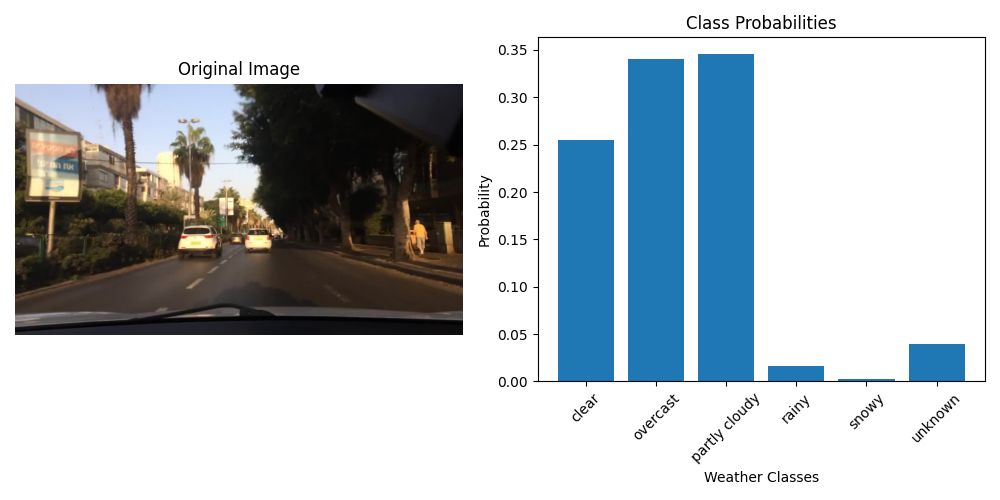 Original Image
Class Probabilities
Probability
0.35
0.30
0.25
0.20
0.15
0.10
0.05
0.00
clear
overcast
partly cloudy
rainy
snowy
unknown
Weather Classes